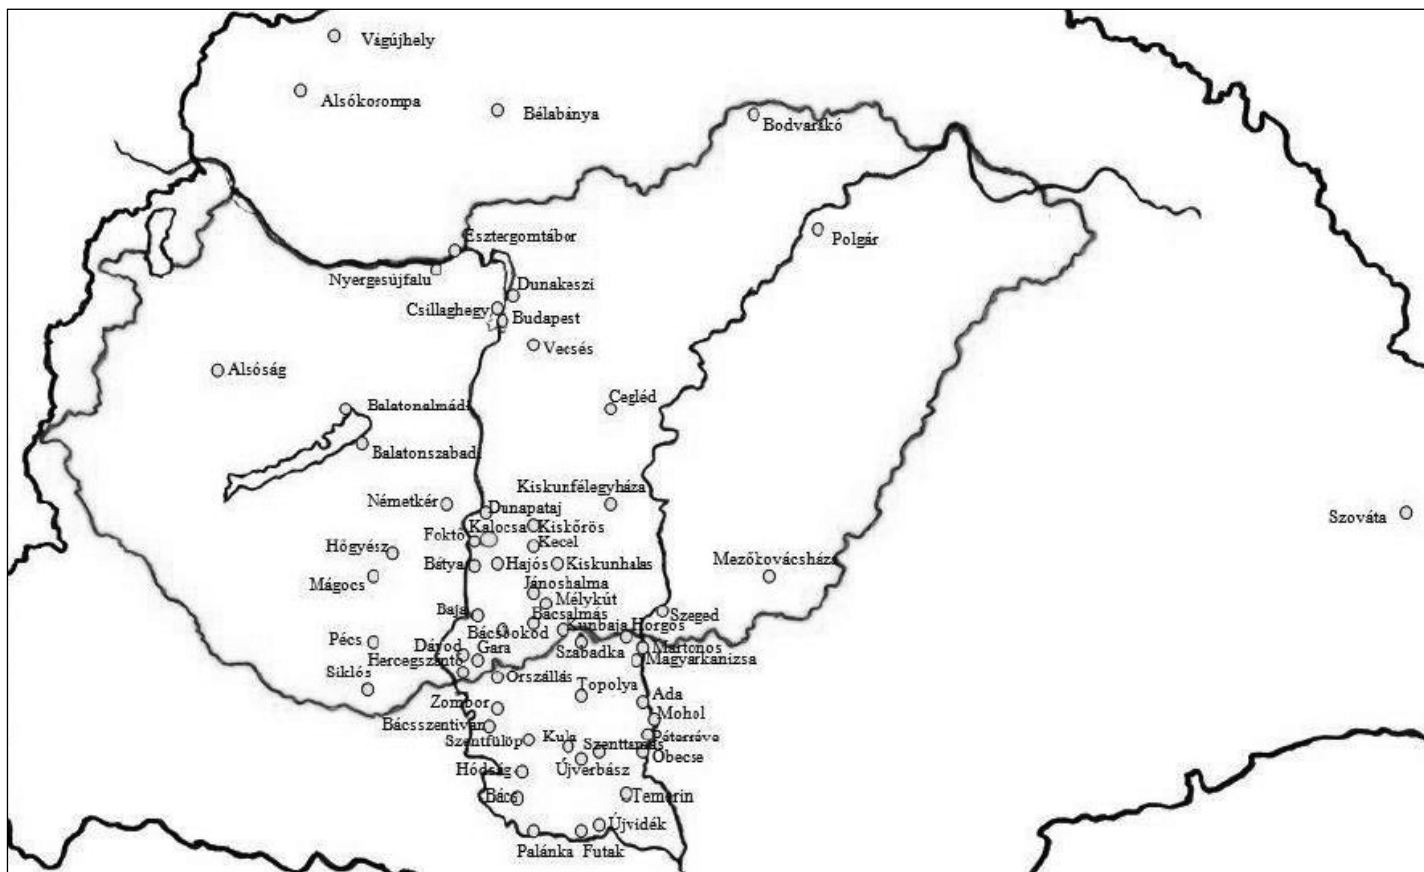 Vágújhely
Alsókorompa
Bélabánya
Bodvarákó
Polgár
Esztergomtábor
Nyergesújfalu
Dunakeszi
Csillaghegy
Budapest
Vecsés
Alsóság
Cegléd
Balatonalmádi
Balatonszabadi
Kiskunfélegyháza
Németkér
Dunapataj
Szováta
Kalocsa
Kiskőrös
Foktő
Kecel
Hőgyész
Bátya
Hajós
Kiskunhalas
Mezőkovácsháza
Mágocs
Jánoshalma
Mélykút
Baja
Bácsalmás
Szeged
Bácsbokod
Kunbaja
Horgos
Pécs
Dávod
Gara
Szabadka
Martonos
Hercegszántó
Magyarkanizsa
Siklós
Országllás
Topolya
Ada
Zombor
Mohol
Bácsszentiván
Szentfülöp
Kula
Szenttamás
Péterréve
Óbecse
Hódság
Újverbász
Bács
Temerin
Újvidék
Palánka
Futak